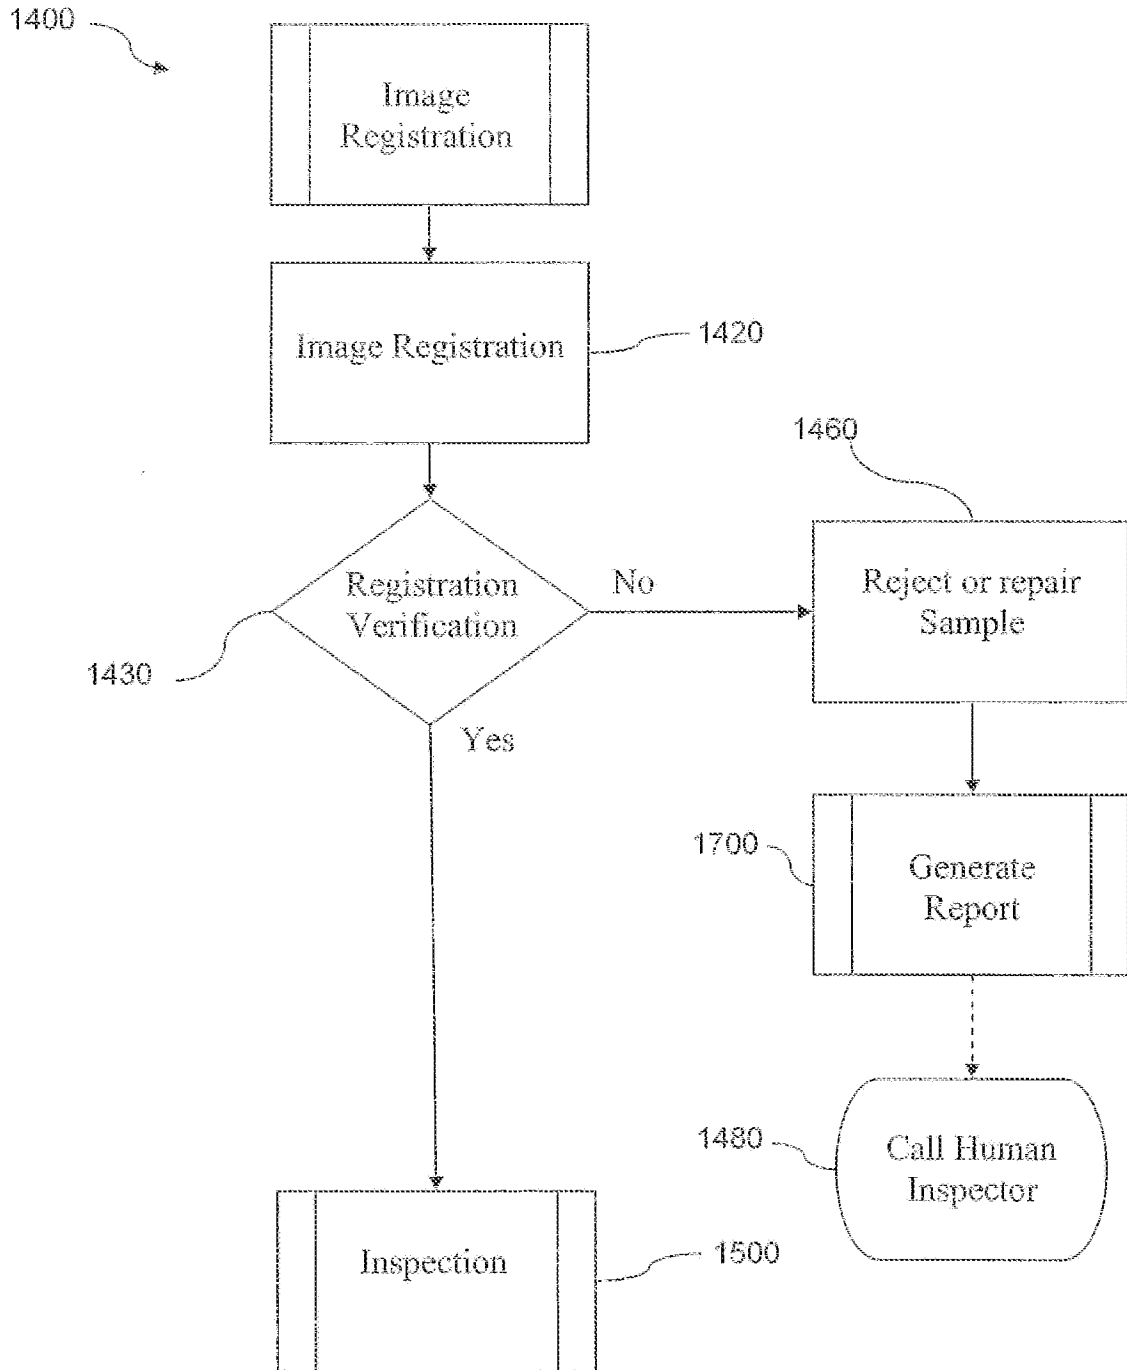 1400
Image
Registration
Image Registration
1420
1460
Registration
Verification
No
Reject or repair
Sample
1430
Yes
1700
Generate
Report
1480
Call Human
Inspector
Inspection
1500